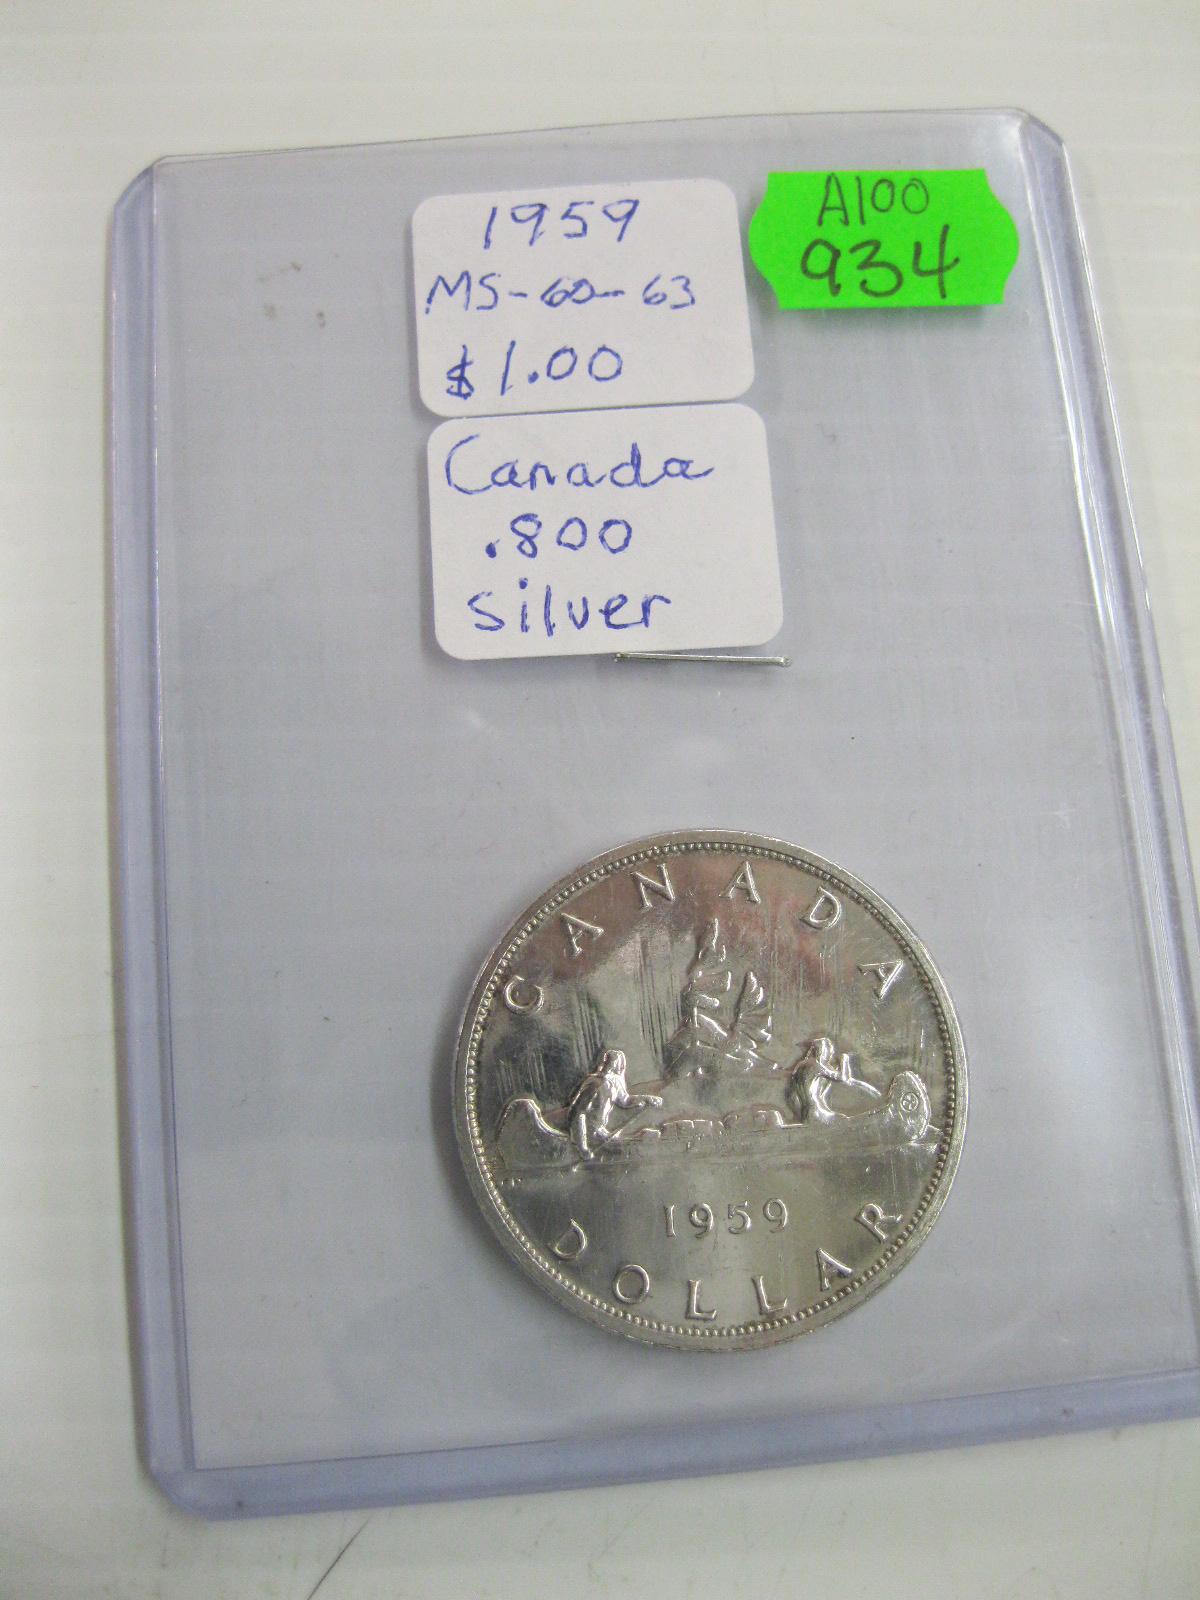 1959
MS-60-63
$1.00
Canada
.800
silver
A100
934
CANADA
1959
DOLLAR